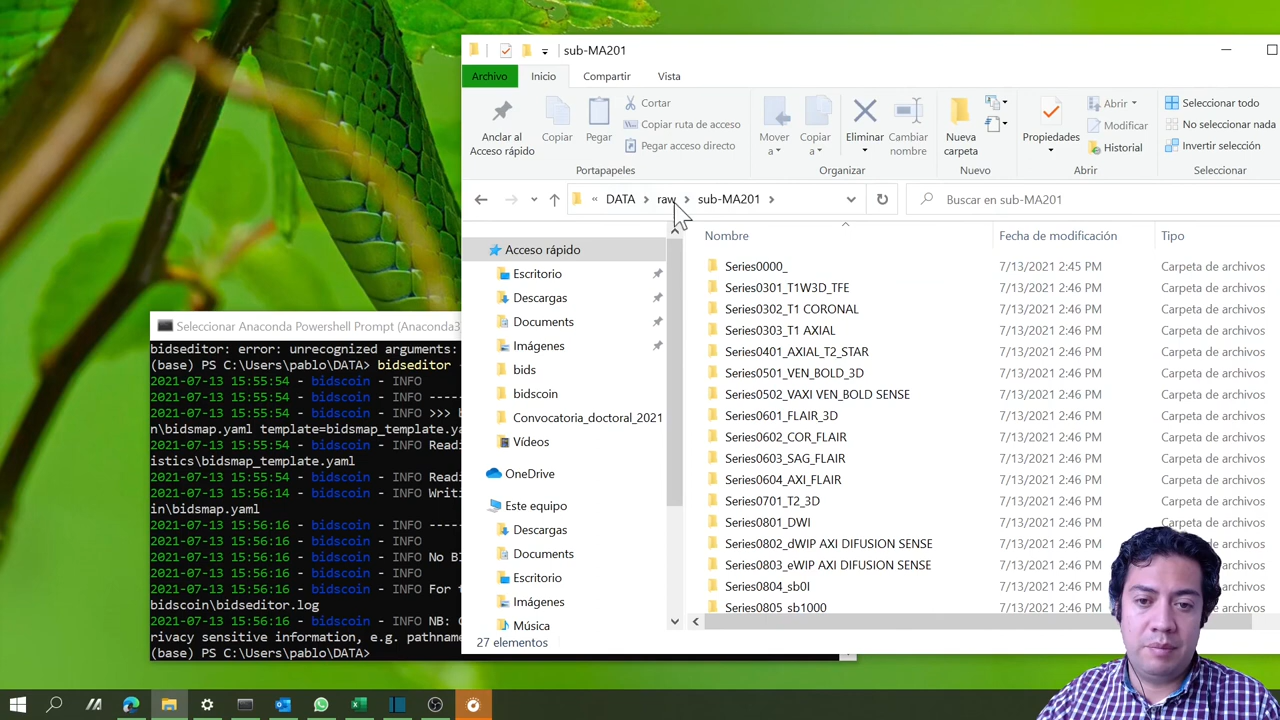 sub-MA201
Archivo Inicio Compartir Vista
Anclar al Acceso rápido
Copiar
Pegar
Cortar
Copiar ruta de acceso
Pegar acceso directo
Portapapeles
Mover a
Copiar a
Eliminar
Cambiar nombre
Organizar
Nueva carpeta
Nuevo
Propiedades
Abrir
Modificar
Historial
Abrir
Seleccionar todo
No seleccionar nada
Invertir selección
Seleccionar
« DATA > raw > sub-MA201 >
Buscar en sub-MA201
Acceso rápido
Escritorio
Descargas
Documents
Imágenes
bids
bidscoin
Convocatoria_doctoral_2021
Vídeos
OneDrive
Este equipo
Descargas
Documents
Escritorio
Imágenes
Música
Nombre Fecha de modificación Tipo
Series0000_ 7/13/2021 2:45 PM Carpeta de archivos
Series0301_T1W3D_TFE 7/13/2021 2:46 PM Carpeta de archivos
Series0302_T1 CORONAL 7/13/2021 2:46 PM Carpeta de archivos
Series0303_T1 AXIAL 7/13/2021 2:46 PM Carpeta de archivos
Series0401_AXIAL_T2_STAR 7/13/2021 2:46 PM Carpeta de archivos
Series0501_VEN_BOLD_3D 7/13/2021 2:46 PM Carpeta de archivos
Series0502_VAXI VEN_BOLD SENSE 7/13/2021 2:46 PM Carpeta de archivos
Series0601_FLAIR_3D 7/13/2021 2:46 PM Carpeta de archivos
Series0602_COR_FLAIR 7/13/2021 2:46 PM Carpeta de archivos
Series0603_SAG_FLAIR 7/13/2021 2:46 PM Carpeta de archivos
Series0604_AXI_FLAIR 7/13/2021 2:46 PM Carpeta de archivos
Series0701_T2_3D 7/13/2021 2:46 PM Carpeta de archivos
Series0801_DWI 7/13/2021 2:46 PM Carpeta de archivos
Series0802_dWIP AXI DIFUSION SENSE 7/13/2021 2:46 PM de archivos
Series0803_eWIP AXI DIFUSION SENSE 7/13/2021 2:46 PM de archivos
Series0804_sb0I 7/13/2021 2:46 PM de archivos
Series0805_sb1000 7/13/2021 2:46 PM de archivos
27 elementos
Seleccionar Anaconda Powershell Prompt (Anaconda3
bidseditor: error: unrecognized arguments:
(base) PS C:\Users\pablo\DATA> bidseditor
2021-07-13 15:55:54 - bidscoin - INFO
2021-07-13 15:55:54 - bidscoin - INFO ----
2021-07-13 15:55:54 - bidscoin - INFO >>> b
n\bidsmap.yaml template=bidsmap_template.ya
2021-07-13 15:55:54 - bidscoin - INFO Readi
istics\bidsmap_template.yaml
2021-07-13 15:55:54 - bidscoin - INFO Readi
2021-07-13 15:56:14 - bidscoin - INFO Writi
in\bidsmap.yaml
2021-07-13 15:56:16 - bidscoin - INFO ----
2021-07-13 15:56:16 - bidscoin - INFO
2021-07-13 15:56:16 - bidscoin - INFO No BI
2021-07-13 15:56:16 - bidscoin - INFO
2021-07-13 15:56:16 - bidscoin - INFO For t
bidscoin\bidseditor.log
2021-07-13 15:56:16 - bidscoin - INFO NB: C
rivacy sensitive information, e.g. pathname
(base) PS C:\Users\pablo\DATA>